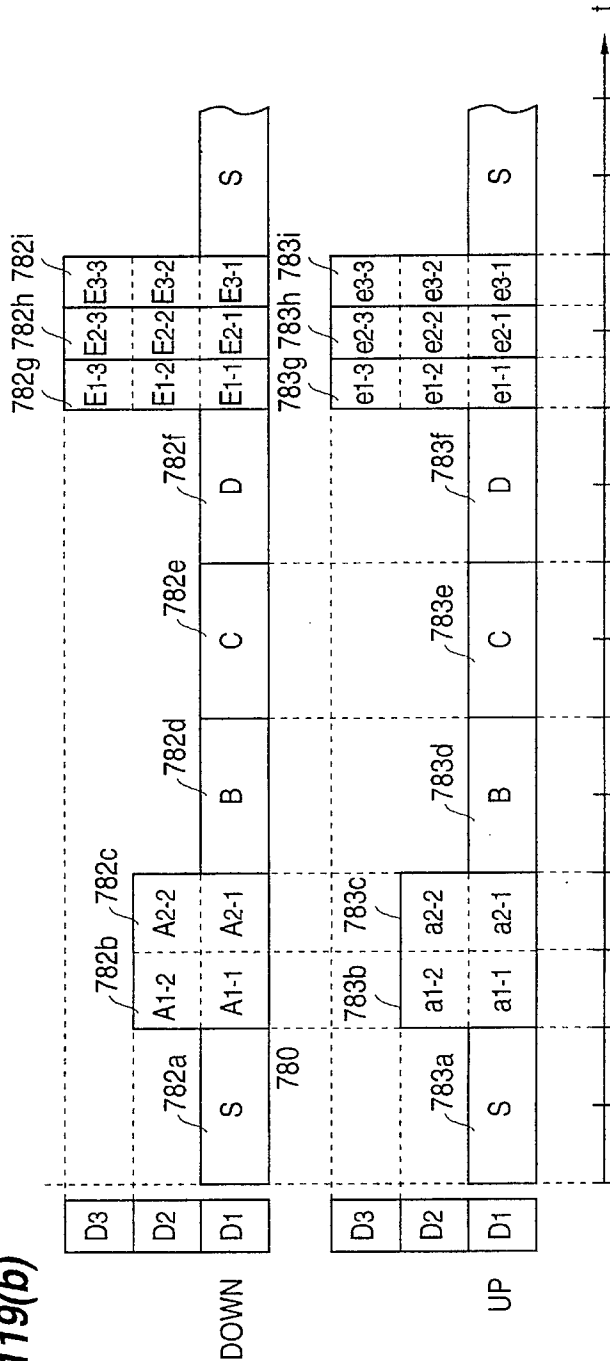 119(b)
782g 782h 782i
D3 E1-3 E2-3 E3-3
782a 782b 782c 782d 782e 782f
D2 A1-2 A2-2 E1-2 E2-2 E3-2
DOWN D1 S A1-1 A2-1 B C D E1-1 E2-1 E3-1 S
780
783g 783h 783i
D3 e1-3 e2-3 e3-3
783a 783b 783c 783d 783e 783f
D2 a1-2 a2-2 e1-2 e2-2 e3-2
UP D1 S a1-1 a2-1 B C D e1-1 e2-1 e3-1 S
t